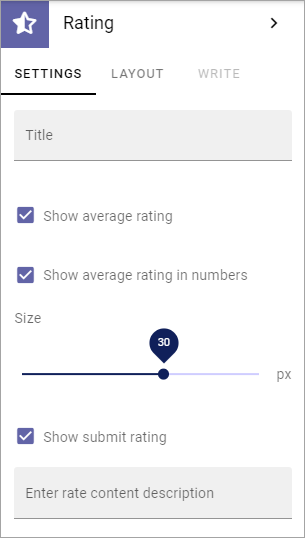 Rating
SETTINGS LAYOUT WRITE
Title
Show average rating
Show average rating in numbers
Size
30
px
Show submit rating
Enter rate content description